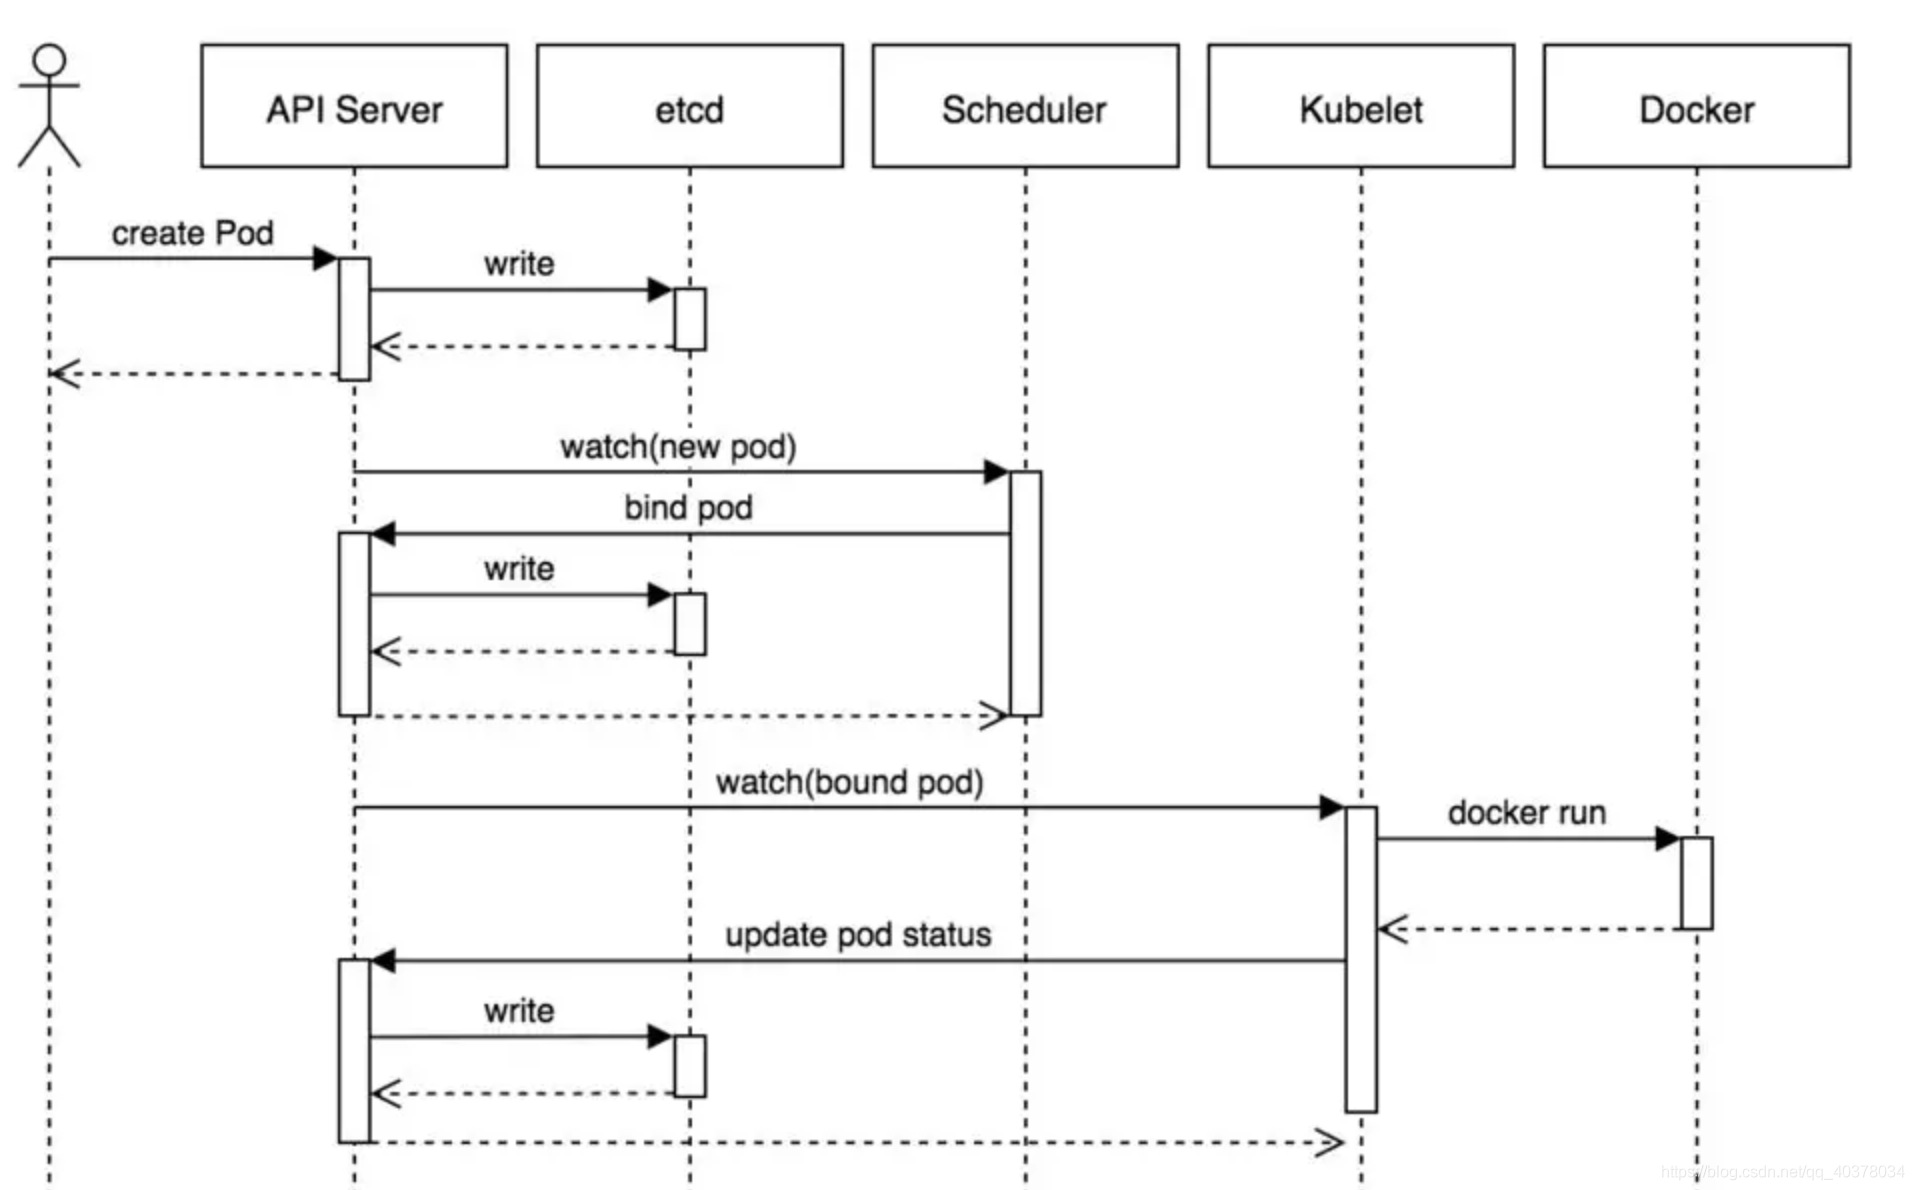 API Server
etcd
Scheduler
Kubelet
Docker
create Pod
write
watch(new pod)
bind pod
write
watch(bound pod)
docker run
update pod status
write
https://blog.csdn.net/qq_40378034